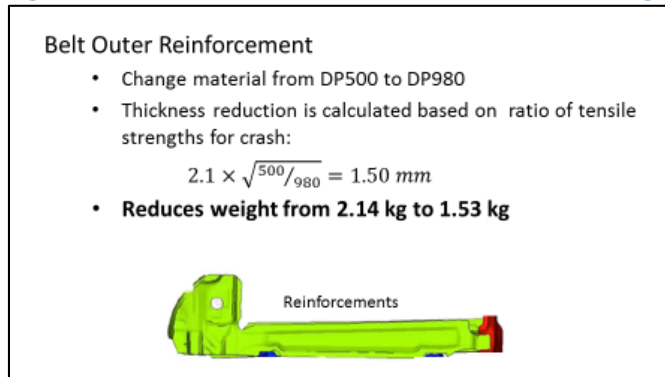 Belt Outer Reinforcement
• Change material from DP500 to DP980
• Thickness reduction is calculated based on ratio of tensile
strengths for crash:
2.1 × √500/980 = 1.50 mm
• Reduces weight from 2.14 kg to 1.53 kg
Reinforcements